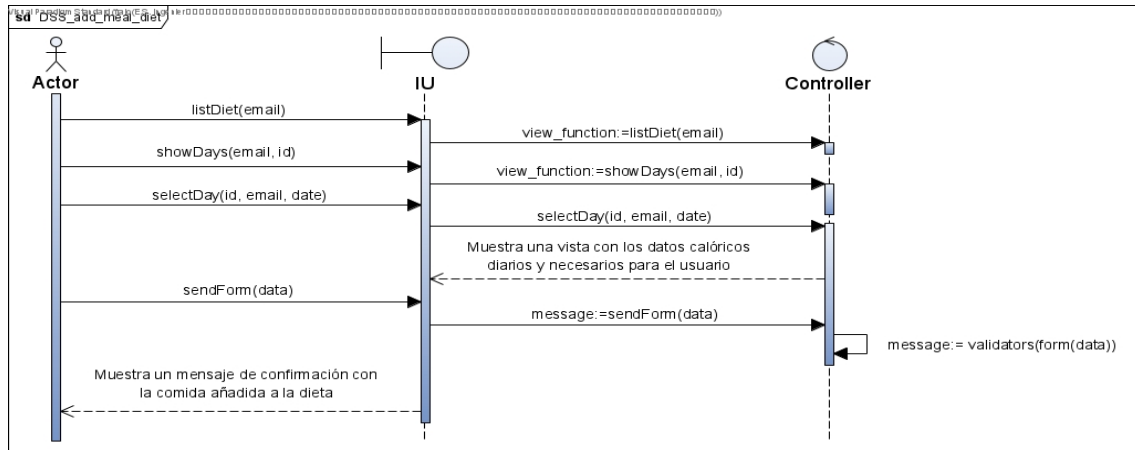 sd DSS_add_meal_diet
Actor
IU
Controller
listDiet(email)
view_function:=listDiet(email)
showDays(email, id)
view_function:=showDays(email, id)
selectDay(id, email, date)
selectDay(id, email, date)
Muestra una vista con los datos calóricos
diarios y necesarios para el usuario
sendForm(data)
message:=sendForm(data)
message:= validators(form(data))
Muestra un mensaje de confirmación con
la comida añadida a la dieta